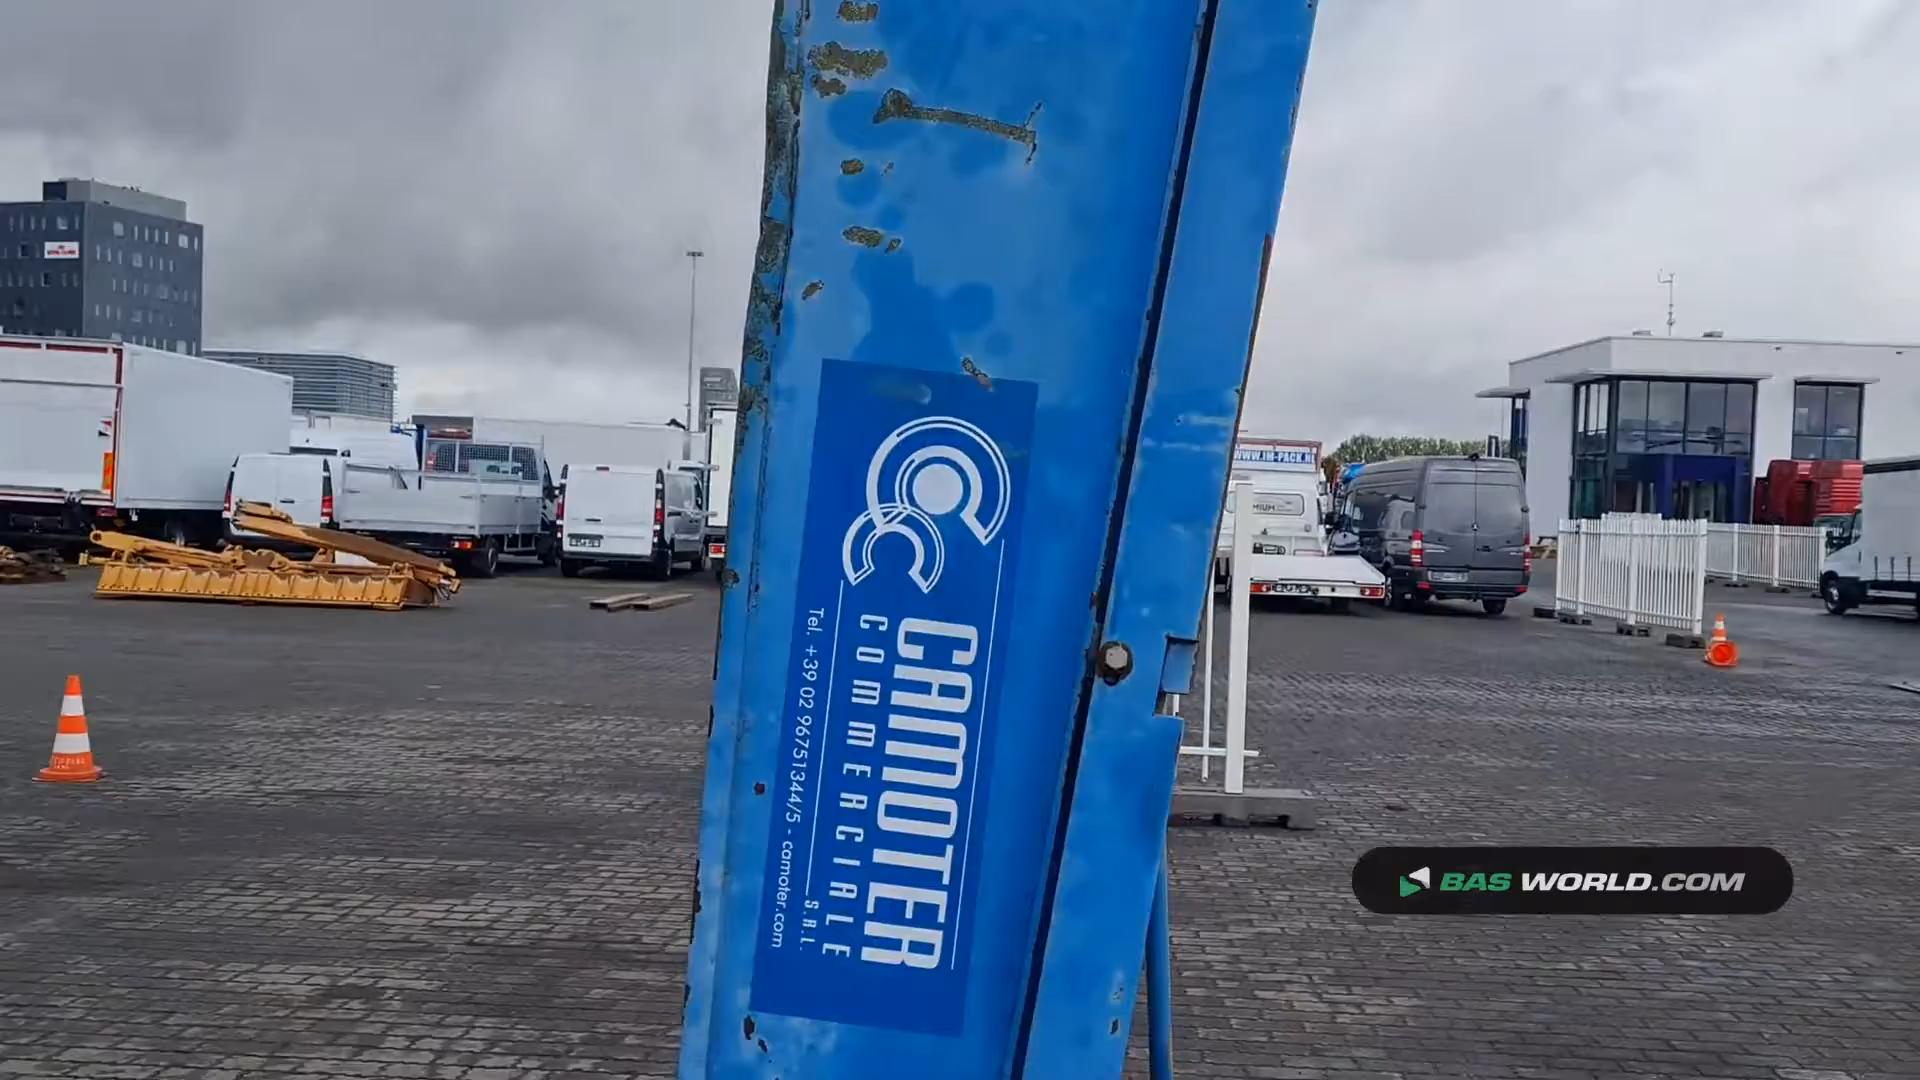 CAMOTER
COMMERCIALE
S.R.L.
Tel. +39 02 96751344/5 - camoter.com
BAS WORLD.COM